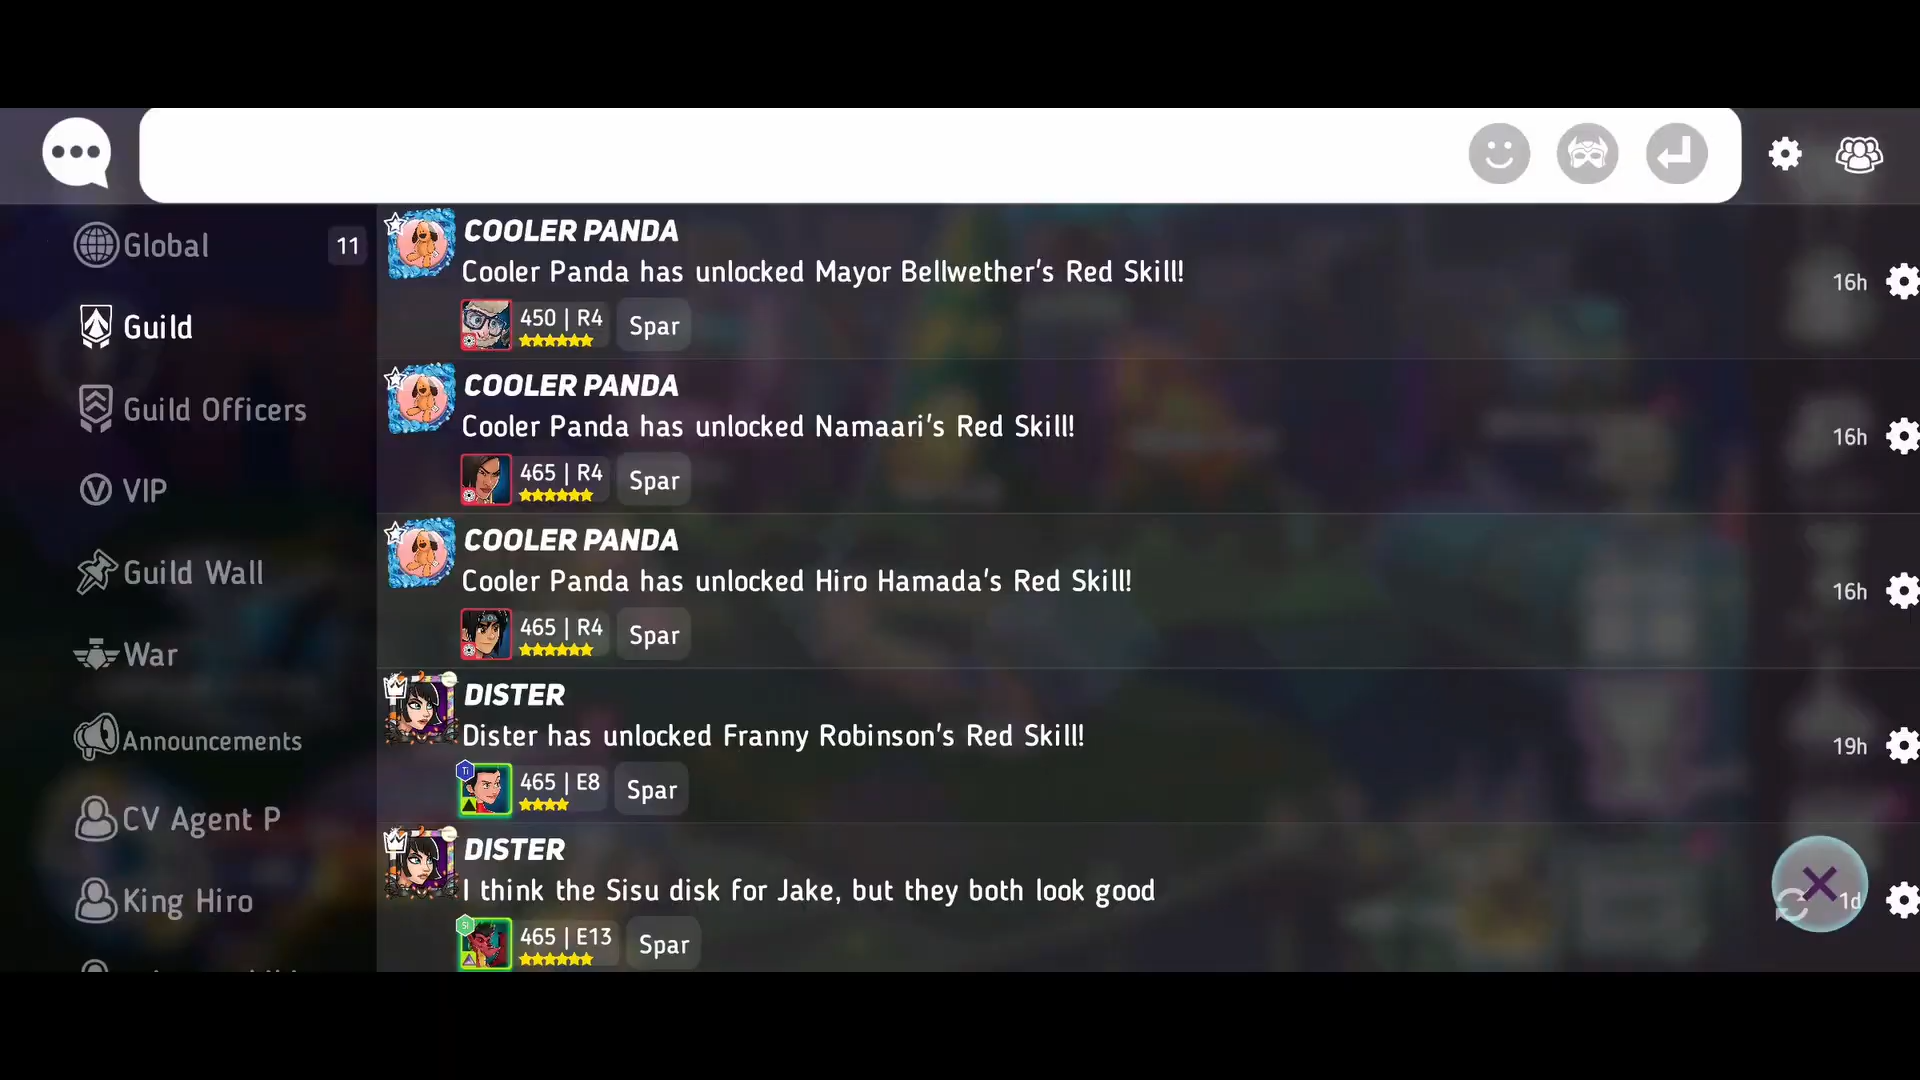 Global
11
Guild
Guild Officers
VIP
Guild Wall
War
Announcements
CV Agent P
King Hiro
COOLER PANDA
Cooler Panda has unlocked Mayor Bellwether's Red Skill!
450 | R4
Spar
16h
COOLER PANDA
Cooler Panda has unlocked Namaari's Red Skill!
465 | R4
Spar
16h
COOLER PANDA
Cooler Panda has unlocked Hiro Hamada's Red Skill!
465 | R4
Spar
16h
DISTER
Dister has unlocked Franny Robinson's Red Skill!
Ti
465 | E8
Spar
19h
DISTER
I think the Sisu disk for Jake, but they both look good
SI
465 | E13
Spar
1d